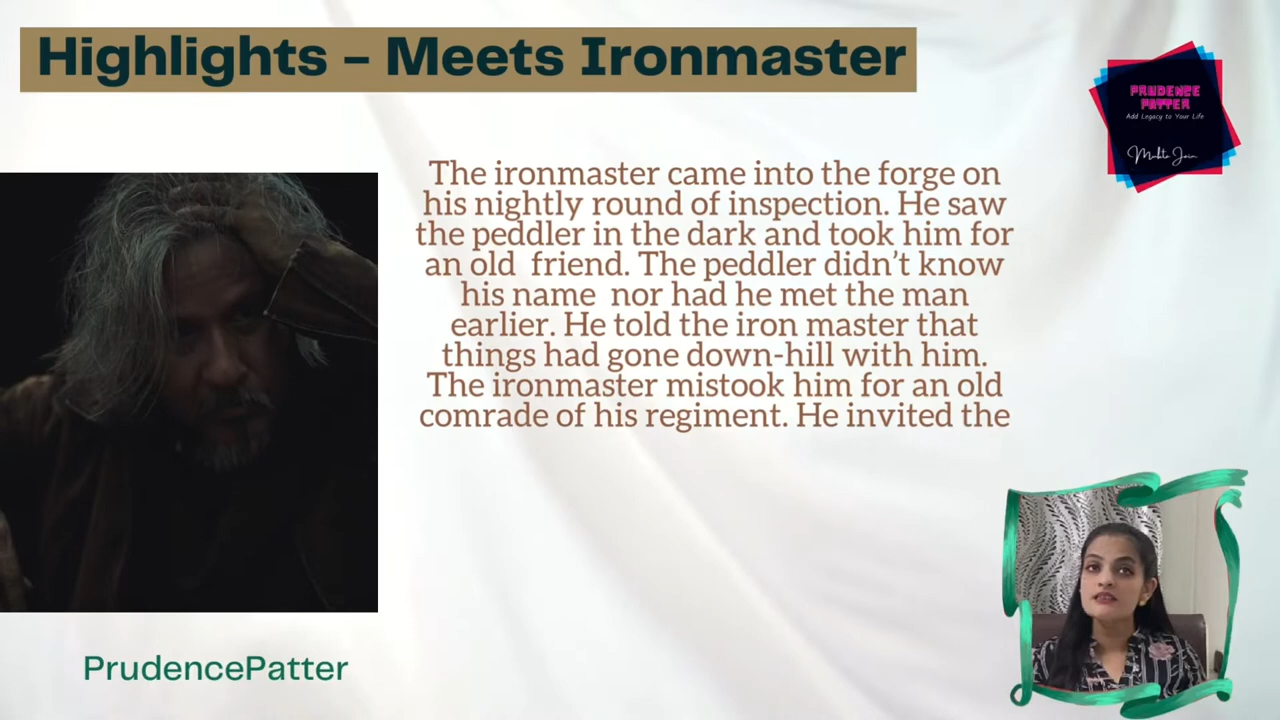 Highlights – Meets Ironmaster
PRUDENCE
PATTER
Add Legacy to Your Life
Mukta Jain
The ironmaster came into the forge on
his nightly round of inspection. He saw
the peddler in the dark and took him for
an old  friend. The peddler didn’t know
his name  nor had he met the man
earlier. He told the iron master that
things had gone down-hill with him.
The ironmaster mistook him for an old
comrade of his regiment. He invited the
PrudencePatter